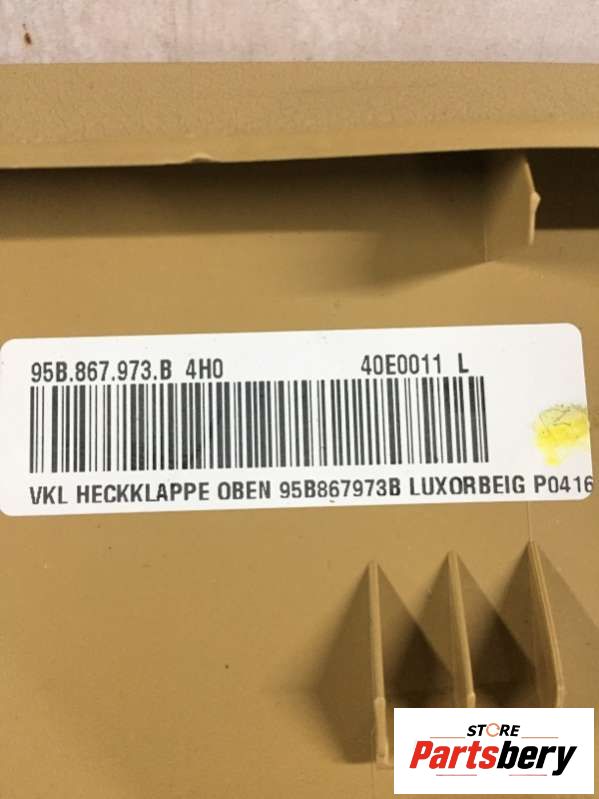 95B.867.973.B 4H0 40E0011 L
VKL HECKKLAPPE OBEN 95B867973B LUXORBEIG P0416
STORE
Partsbery